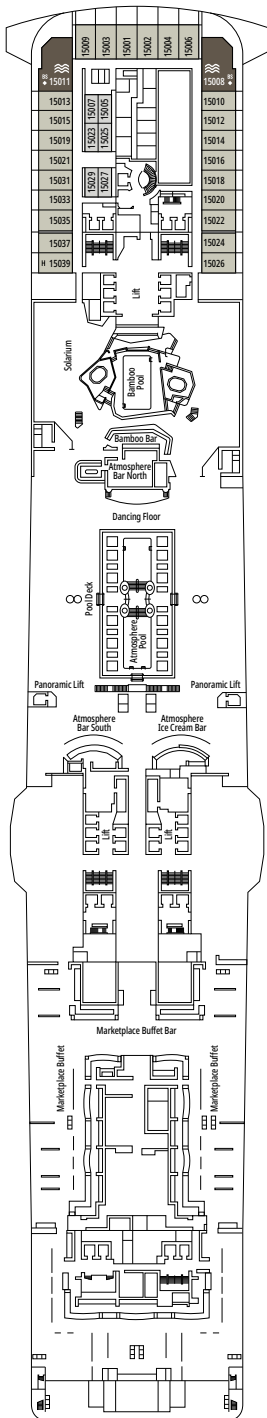 15009
15003
15001
15002
15004
15006
BS
15011
BS
15008
15013
15007
15005
15010
15015
15012
15019
15023
15025
15014
15021
15016
15031
15029
15027
15018
15033
15020
15035
15022
15037
15024
H 15039
15026
Lift
Solarium
Bamboo
Pool
Bamboo Bar
Atmosphere
Bar North
Dancing Floor
Pool Deck
Atmosphere
Pool
Panoramic Lift
Panoramic Lift
Atmosphere
Bar South
Atmosphere
Ice Cream Bar
Lift
Lift
Marketplace Buffet Bar
Marketplace Buffet
Marketplace Buffet